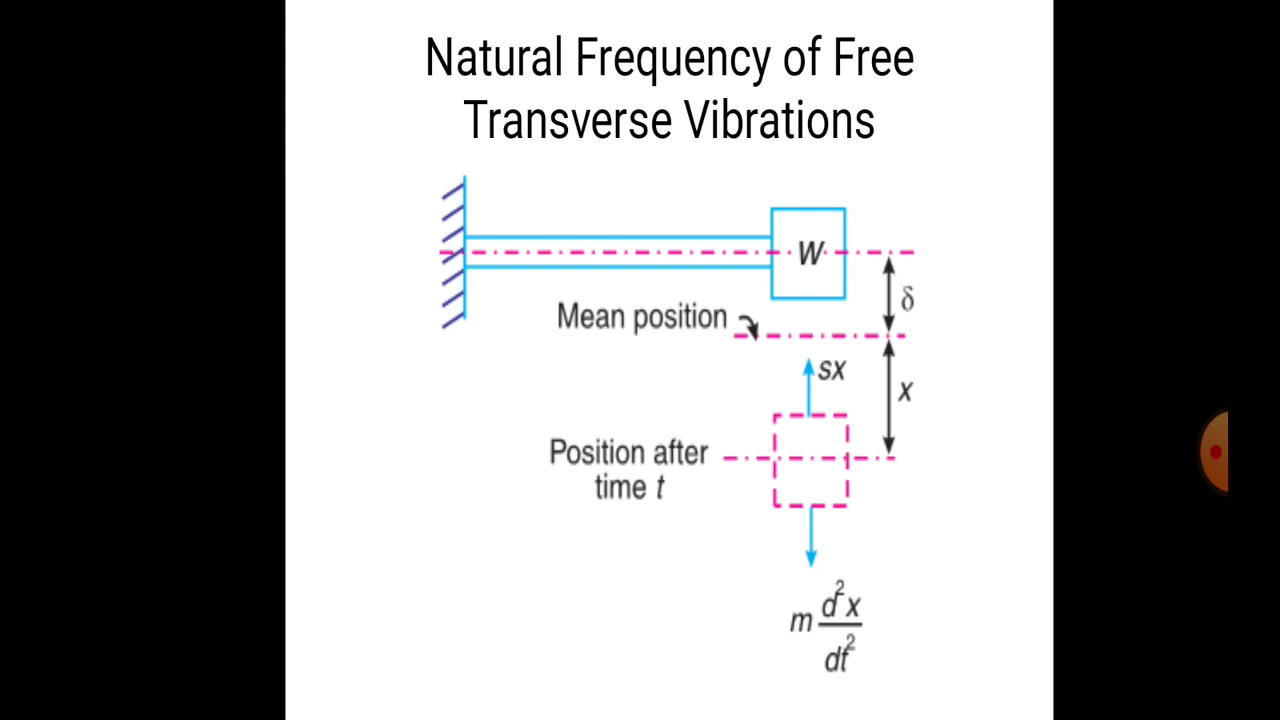 Natural Frequency of Free
Transverse Vibrations
W
δ
Mean position
sx
x
Position after
time t
m d²x
dt²